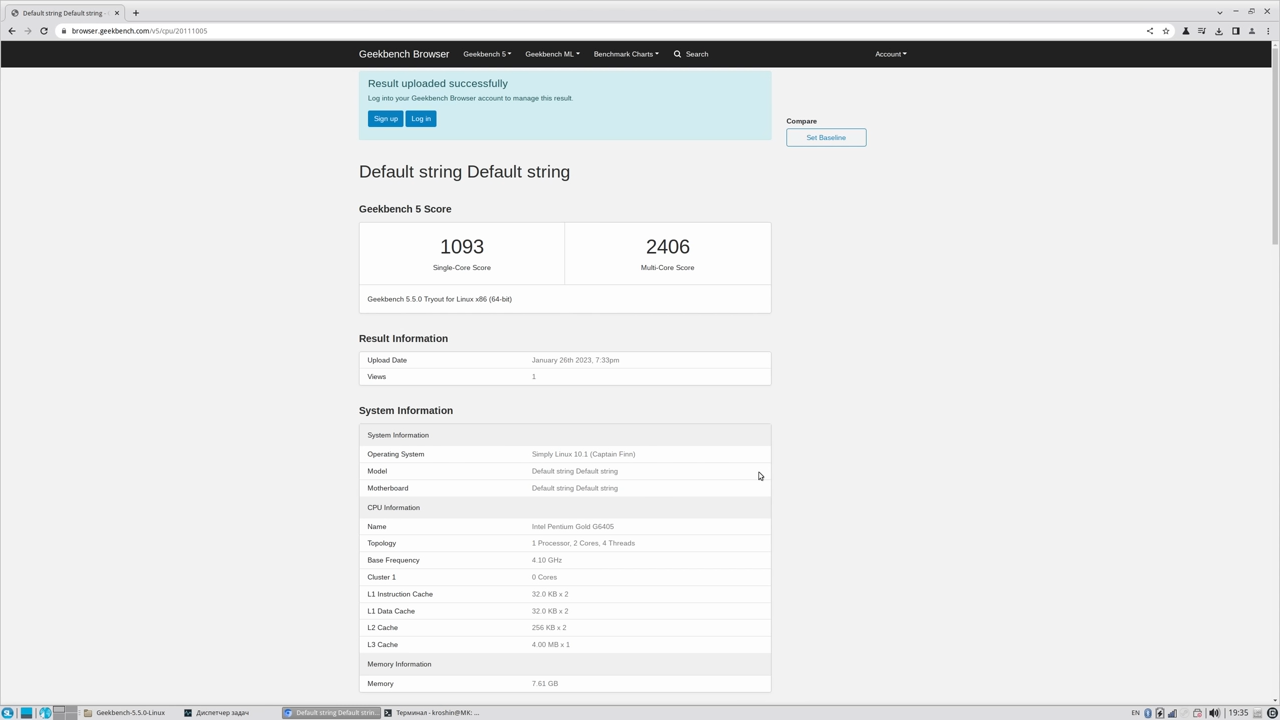 Default string Default string -
browser.geekbench.com/v5/cpu/20111005
Geekbench Browser Geekbench 5 Geekbench ML Benchmark Charts Search Account
Result uploaded successfully
Log into your Geekbench Browser account to manage this result.
Sign up Log in
Compare
Set Baseline
Default string Default string
Geekbench 5 Score
1093 2406
Single-Core Score Multi-Core Score
Geekbench 5.5.0 Tryout for Linux x86 (64-bit)
Result Information
Upload Date January 26th 2023, 7:33pm
Views 1
System Information
System Information
Operating System Simply Linux 10.1 (Captain Finn)
Model Default string Default string
Motherboard Default string Default string
CPU Information
Name Intel Pentium Gold G6405
Topology 1 Processor, 2 Cores, 4 Threads
Base Frequency 4.10 GHz
Cluster 1 0 Cores
L1 Instruction Cache 32.0 KB x 2
L1 Data Cache 32.0 KB x 2
L2 Cache 256 KB x 2
L3 Cache 4.00 MB x 1
Memory Information
Memory 7.61 GB
Geekbench-5.5.0-Linux Диспетчер задач Default string Default strin... Терминал - kroshin@MK: ... EN 19:35